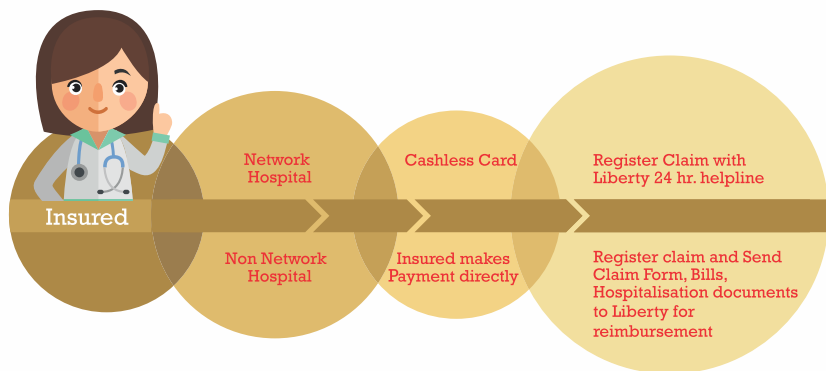 Insured
Network
Hospital
Non Network
Hospital
Cashless Card
Insured makes
Payment directly
Register Claim with
Liberty 24 hr. helpline
Register claim and Send
Claim Form, Bills,
Hospitalisation documents
to Liberty for
reimbursement